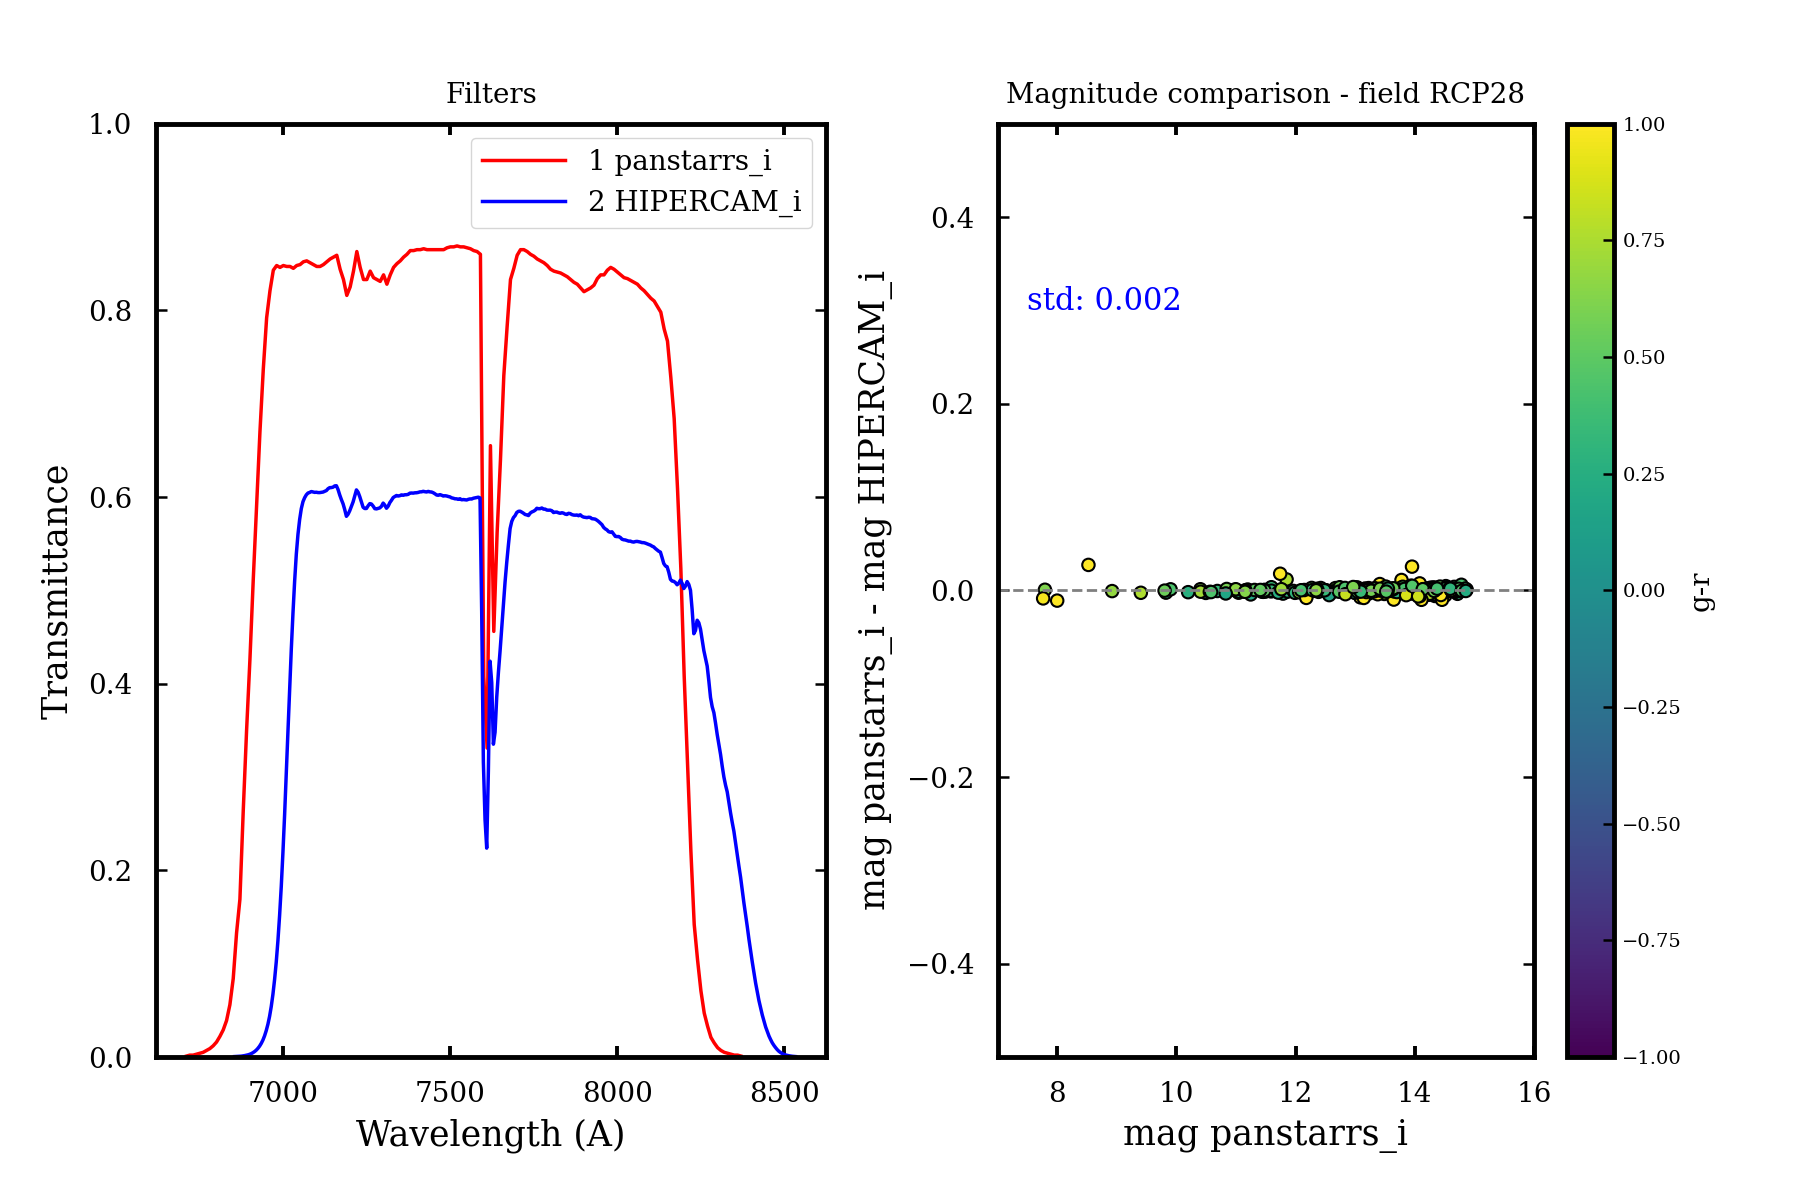 Filters
1 panstarrs_i
2 HIPERCAM_i
1.0
0.8
0.6
0.4
0.2
0.0
Transmittance
7000
7500
8000
8500
Wavelength (A)
Magnitude comparison - field RCP28
std: 0.002
0.4
0.2
0.0
−0.2
−0.4
mag panstarrs_i - mag HIPERCAM_i
8
10
12
14
16
mag panstarrs_i
1.00
0.75
0.50
0.25
0.00
−0.25
−0.50
−0.75
−1.00
g-r